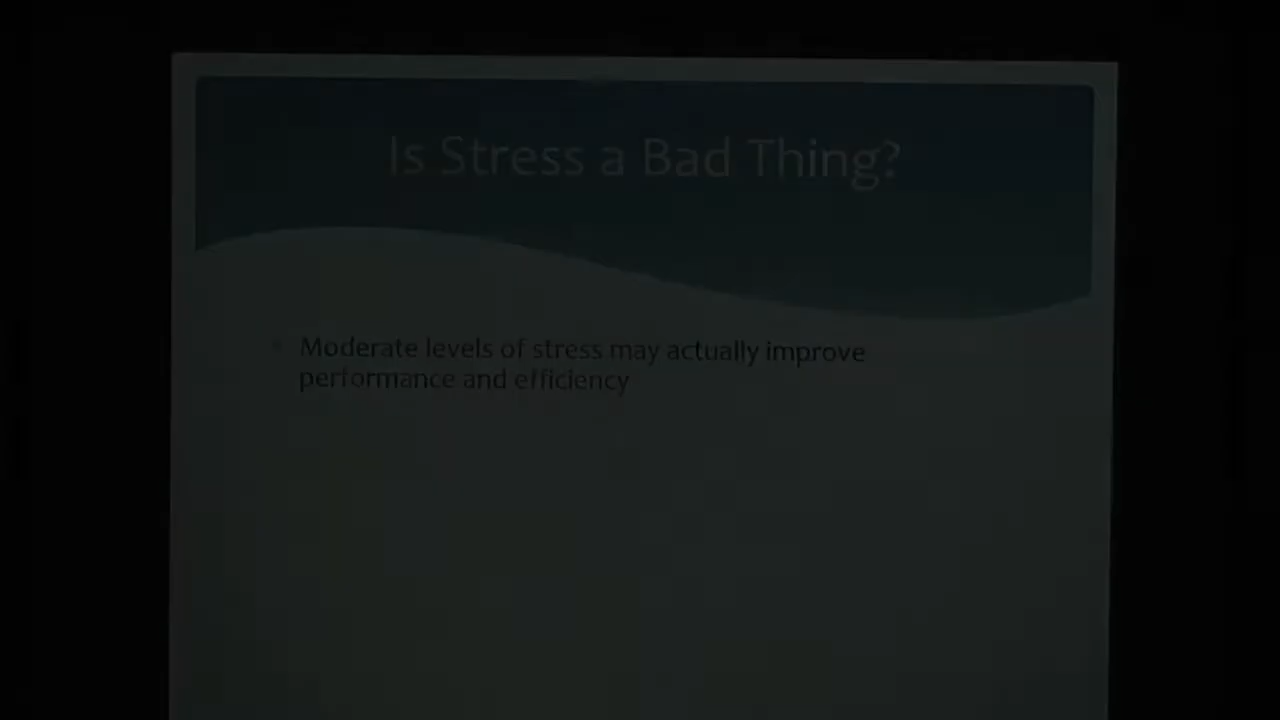 Is Stress a Bad Thing?
Moderate levels of stress may actually improve
performance and efficiency